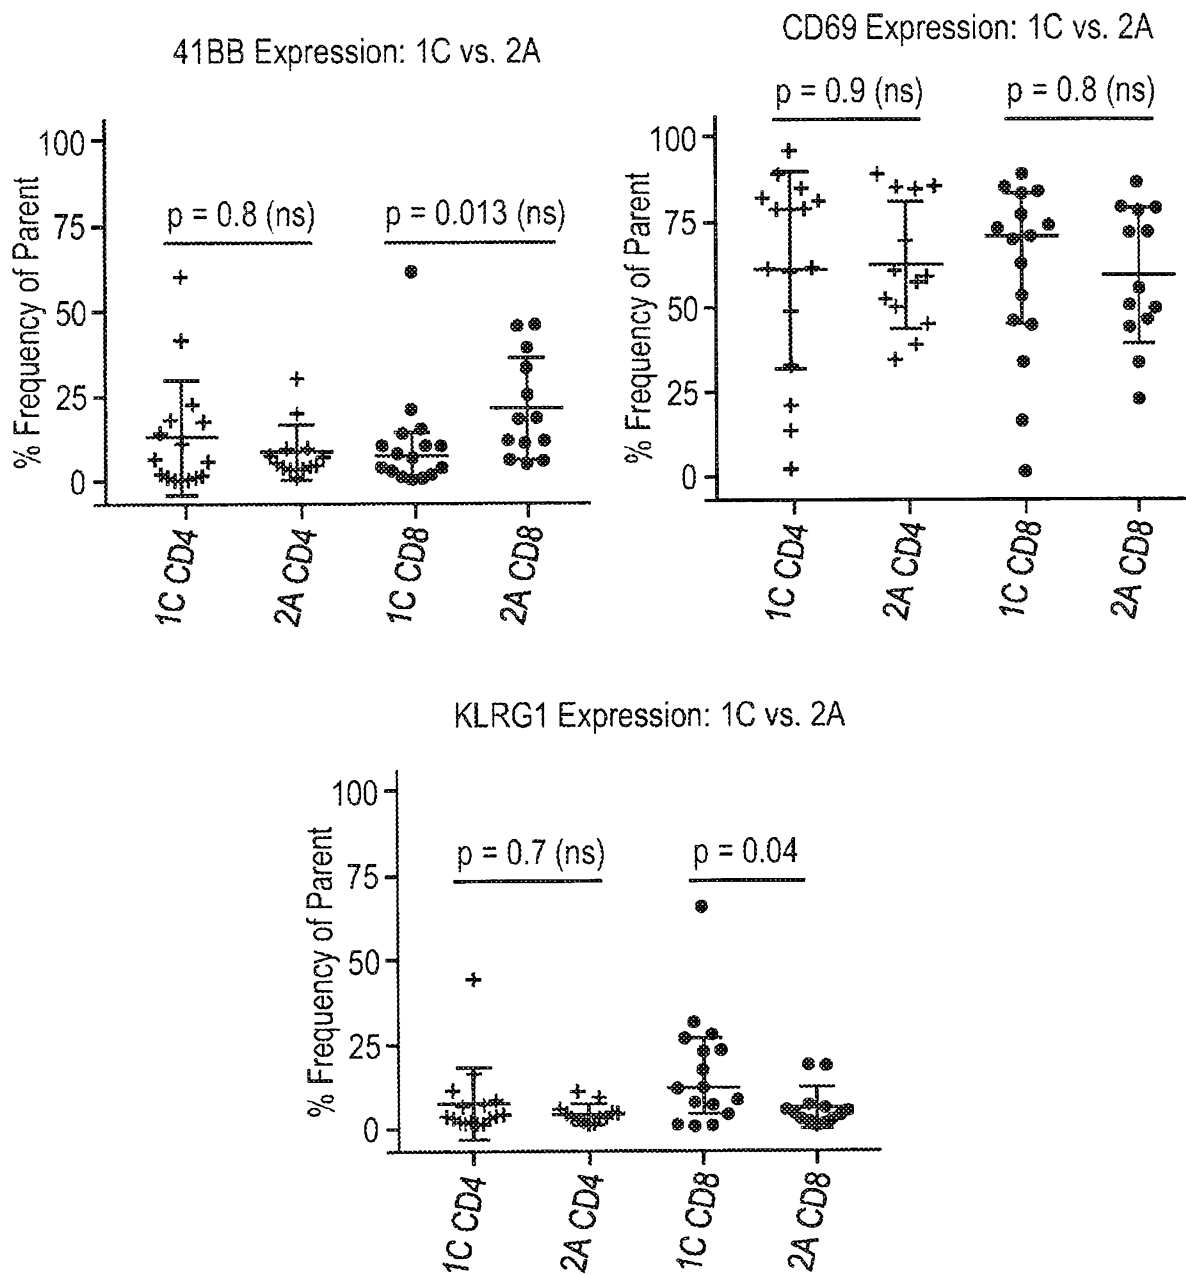 41BB Expression: 1C vs. 2A
% Frequency of Parent
100
75
50
25
0
p = 0.8 (ns)
p = 0.013 (ns)
1C CD4
2A CD4
1C CD8
2A CD8
CD69 Expression: 1C vs. 2A
% Frequency of Parent
100
75
50
25
0
p = 0.9 (ns)
p = 0.8 (ns)
1C CD4
2A CD4
1C CD8
2A CD8
KLRG1 Expression: 1C vs. 2A
% Frequency of Parent
100
75
50
25
0
p = 0.7 (ns)
p = 0.04
1C CD4
2A CD4
1C CD8
2A CD8